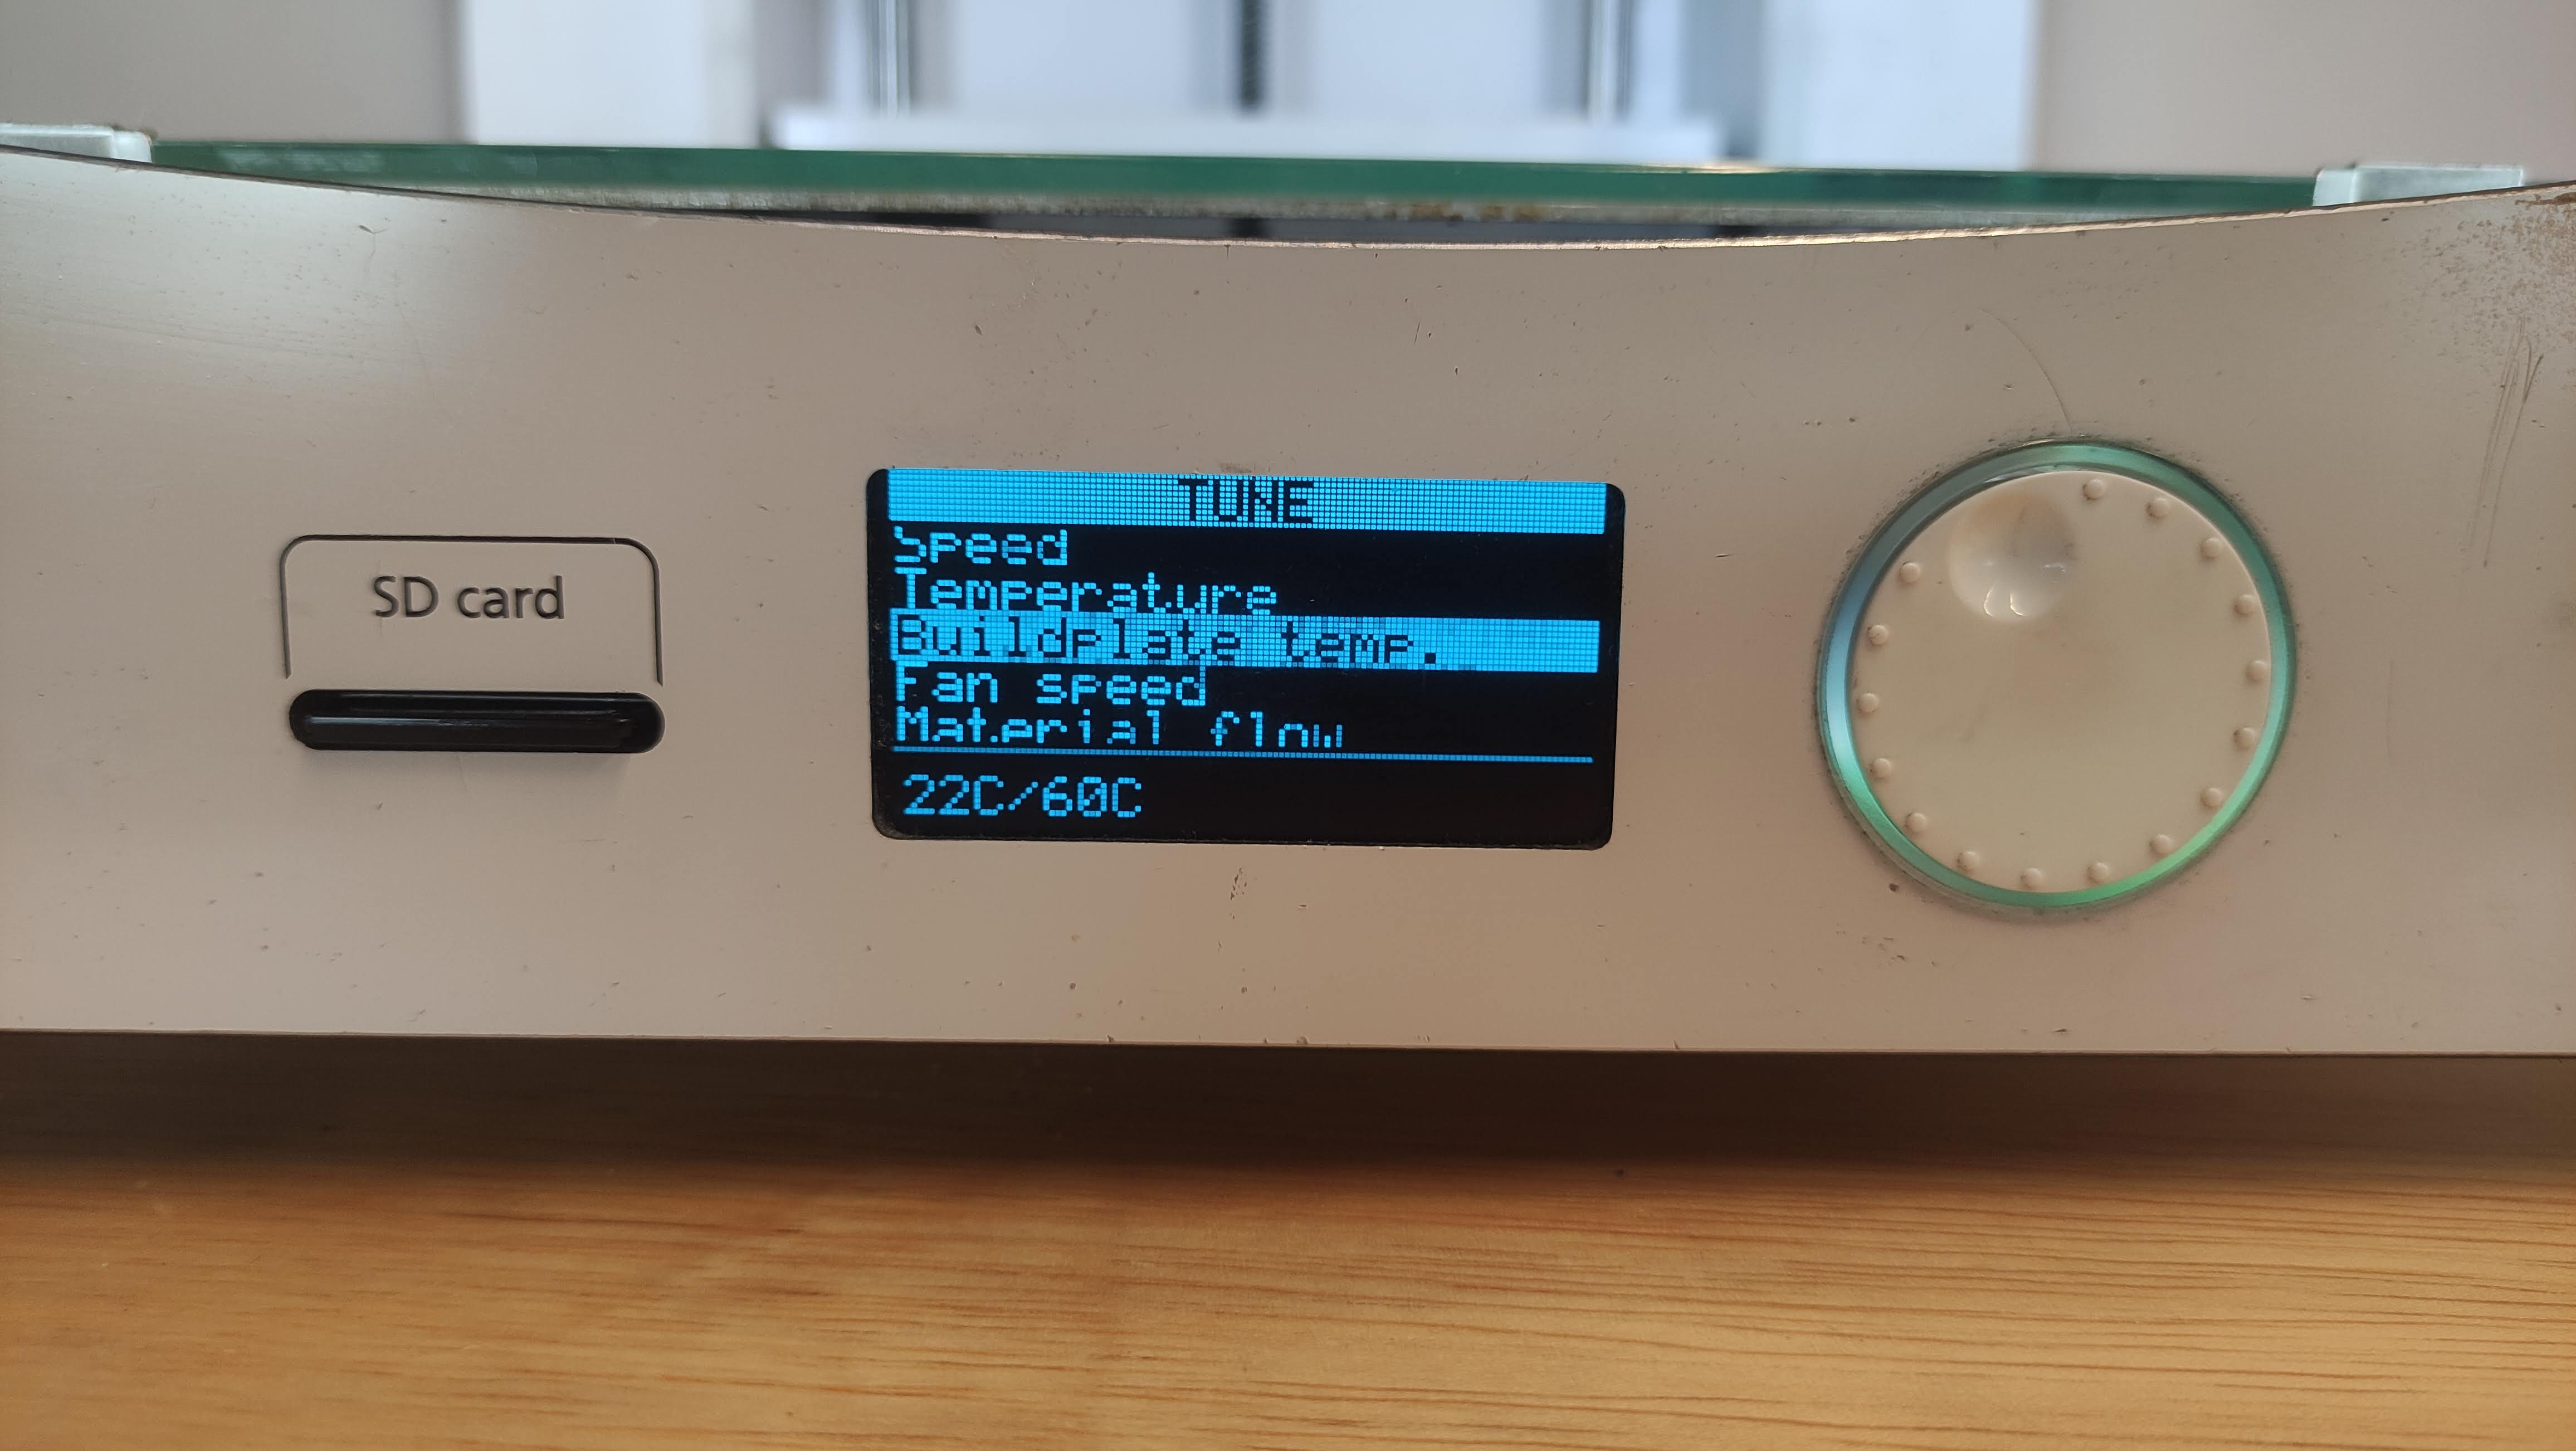 SD card
TUNE
Speed
Temperature
Buildplate temp.
Fan speed
Material flow
22C/60C